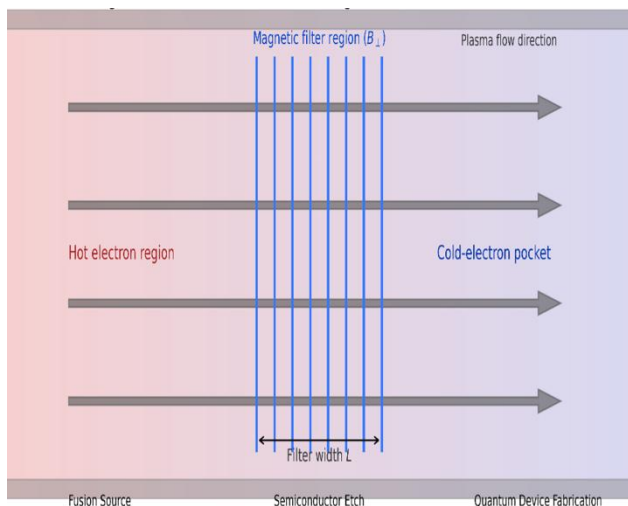 Magnetic filter region (B⊥)
Plasma flow direction
Hot electron region
Cold-electron pocket
Filter width L
Fusion Source
Semiconductor Etch
Quantum Device Fabrication